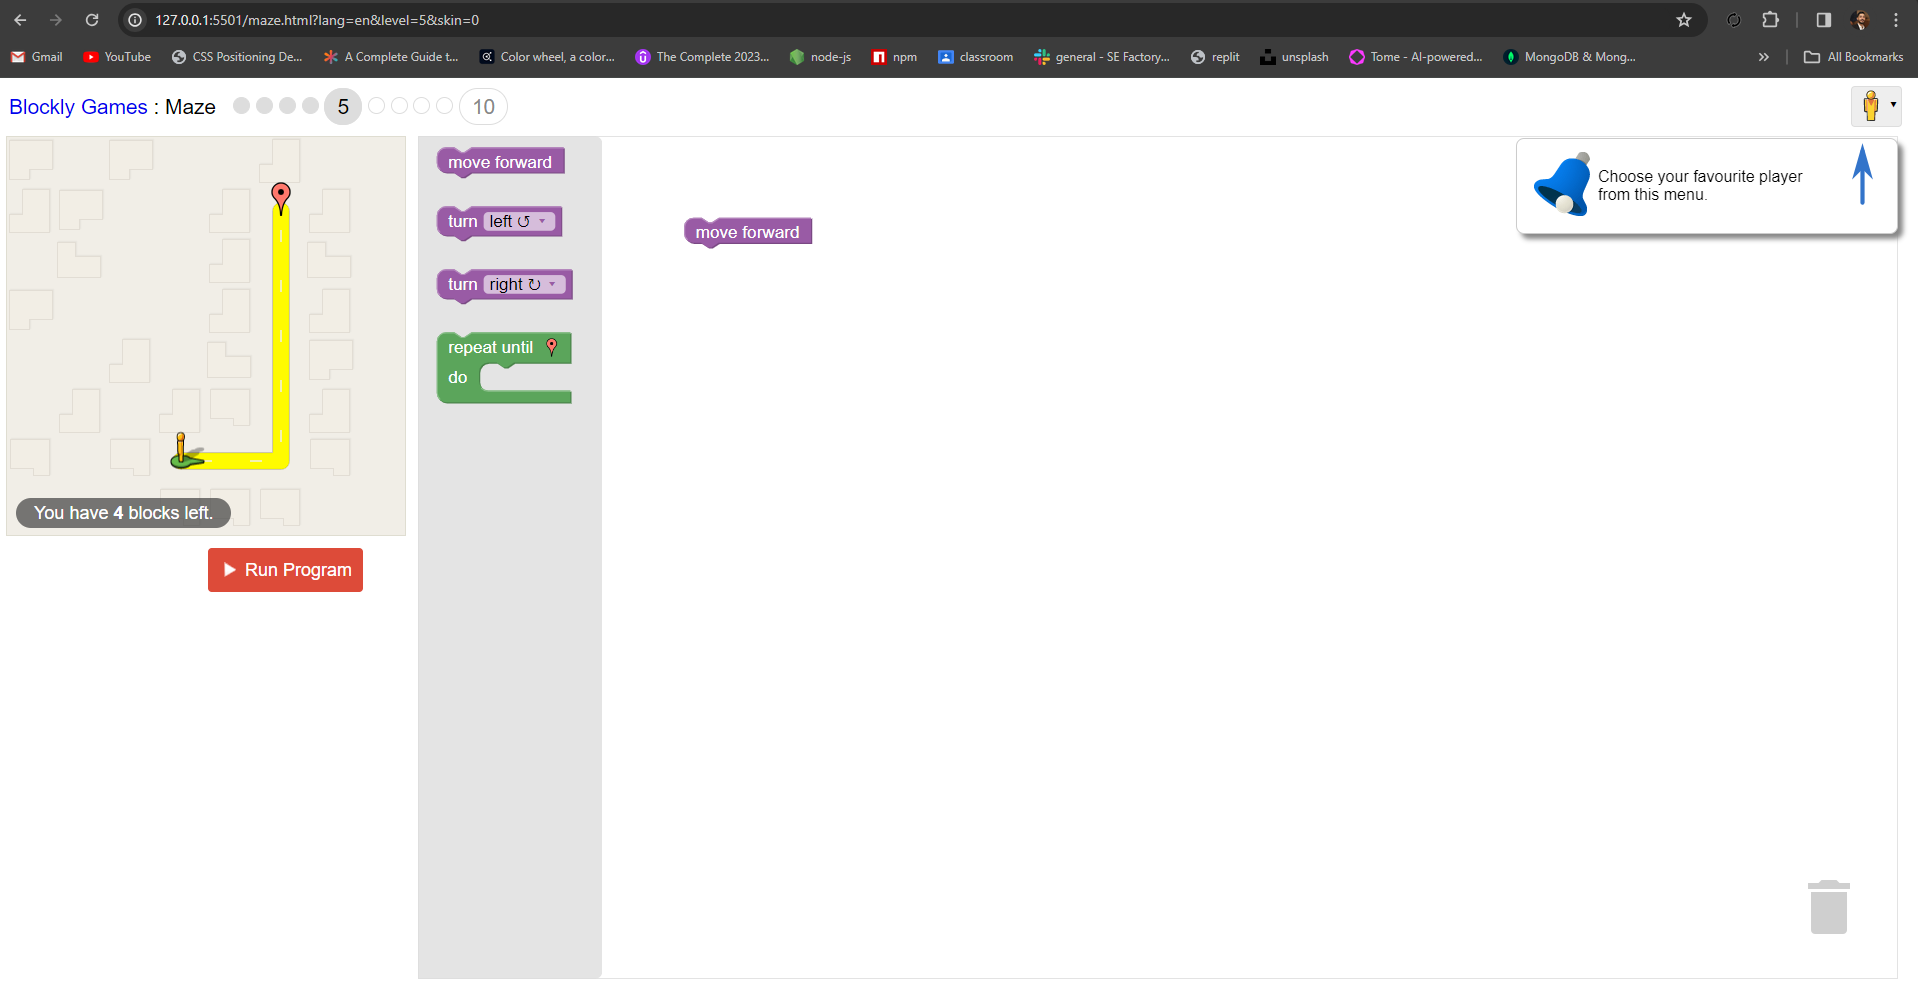 127.0.0.1:5501/maze.html?lang=en&level=5&skin=0
Gmail YouTube CSS Positioning De... A Complete Guide t... Color wheel, a color... The Complete 2023... node-js npm classroom general - SE Factory... replit unsplash Tome - AI-powered... MongoDB & Mong... » All Bookmarks
Blockly Games : Maze 5 10
move forward
turn left ↺
turn right ↻
repeat until
do
move forward
Choose your favourite player
from this menu.
You have 4 blocks left.
Run Program